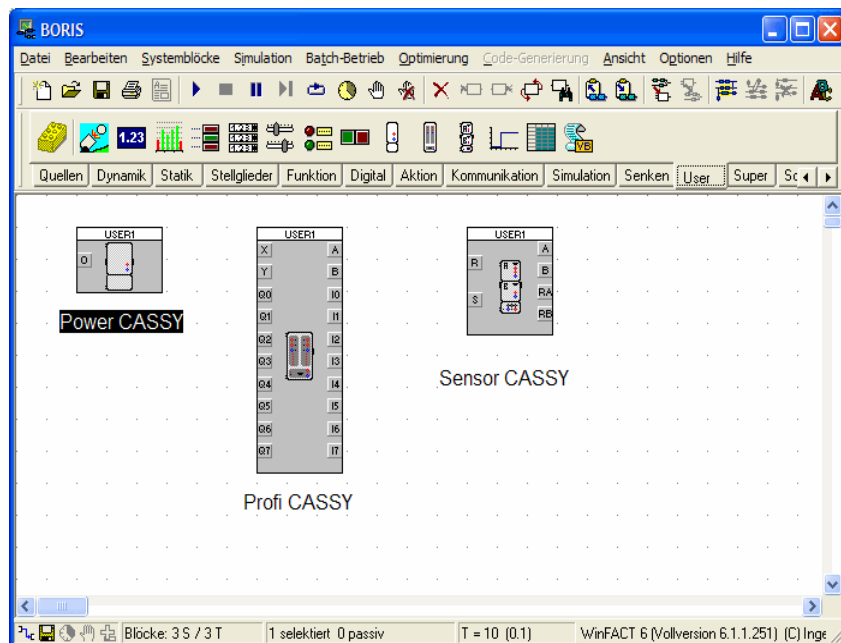 BORIS
Datei Bearbeiten Systemblöcke Simulation Batch-Betrieb Optimierung Code-Generierung Ansicht Optionen Hilfe
1.23
VB
Quellen Dynamik Statik Stellglieder Funktion Digital Aktion Kommunikation Simulation Senken User Super Sc
USER1 USER1 USER1
O
X A
Y B
Q0 I0
Q1 I1
Q2 I2
Q3 I3
Q4 I4
Q5 I5
Q6 I6
Q7 I7
R A
B
S RA
RB
Power CASSY
Sensor CASSY
Profi CASSY
Blöcke: 3 S / 3 T 1 selektiert 0 passiv T = 10 (0.1) WinFACT 6 (Vollversion 6.1.1.251) (C) Inge